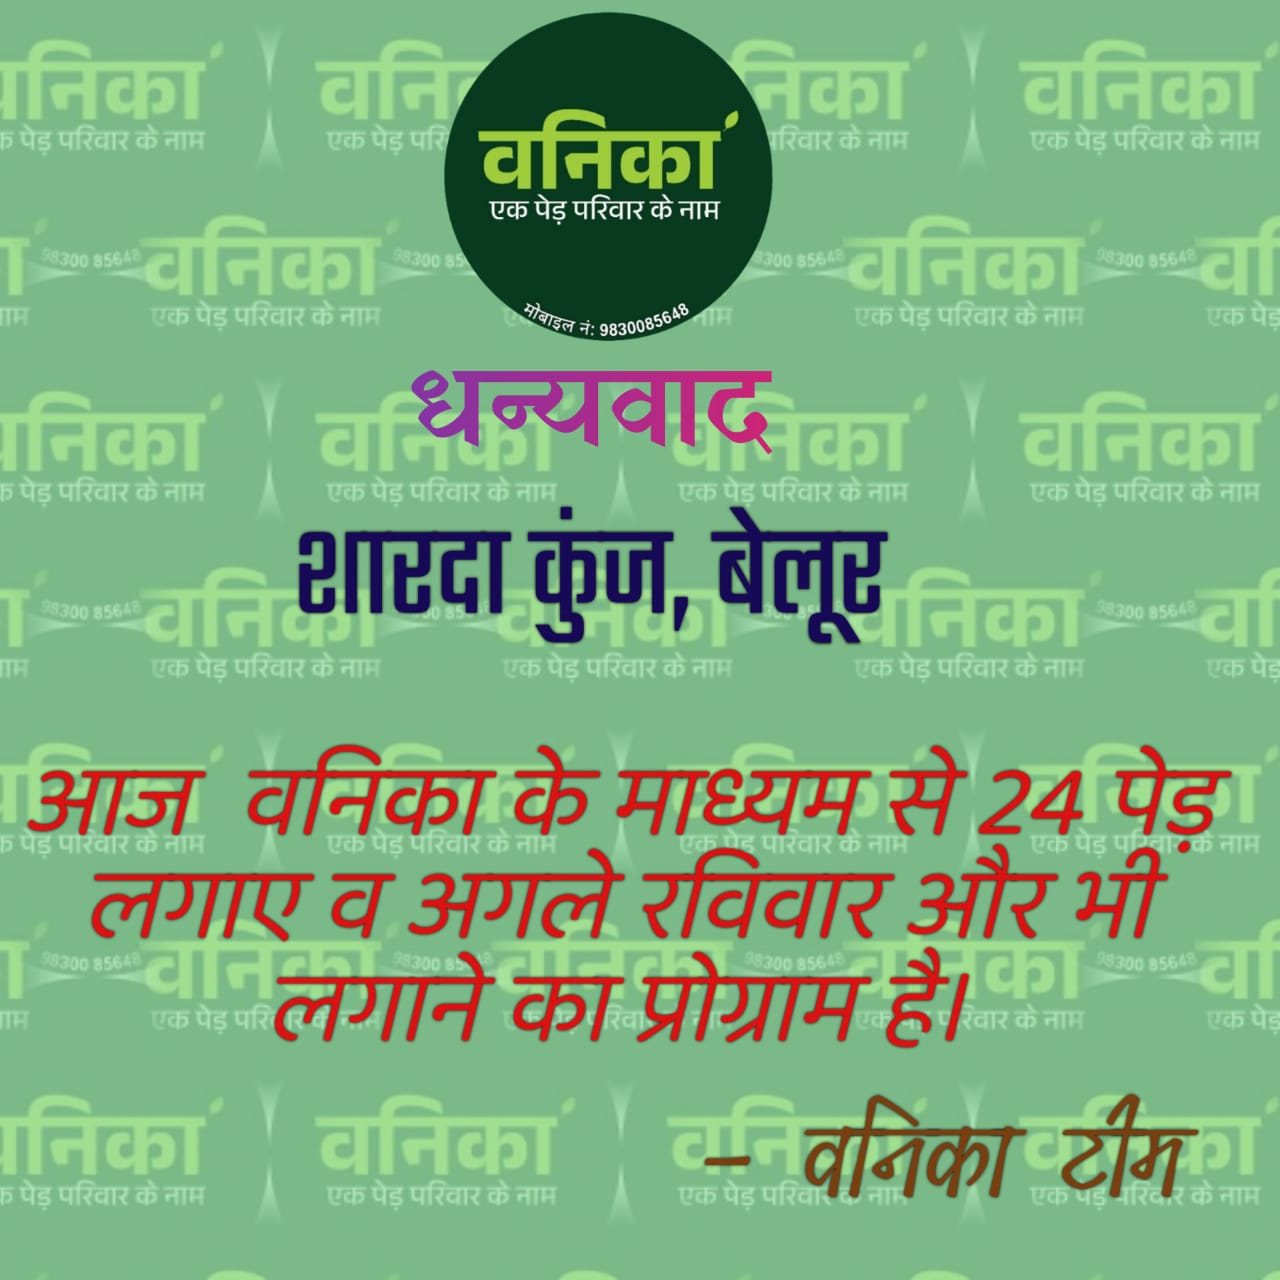 वनिका
एक पेड़ परिवार के नाम
मोबाइल नं: 9830085648
धन्यवाद
शारदा कुंज, बेलूर
आज वनिका के माध्यम से 24 पेड़
लगाए व अगले रविवार और भी
लगाने का प्रोग्राम है।
– वनिका टीम